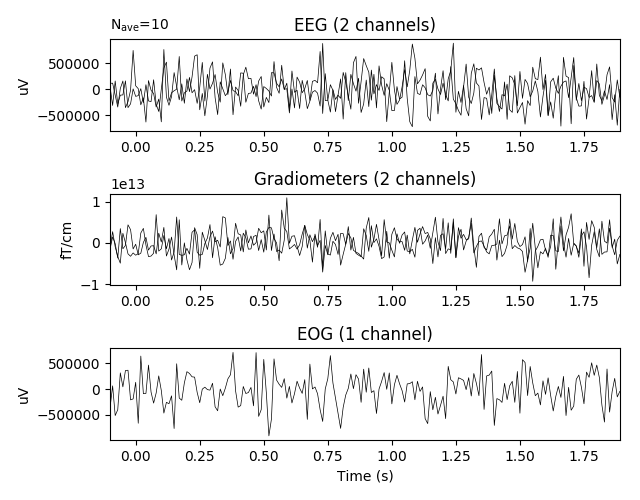 N_ave=10
EEG (2 channels)
uV
500000
0
−500000
0.00 0.25 0.50 0.75 1.00 1.25 1.50 1.75
1e13
Gradiometers (2 channels)
fT/cm
1
0
−1
0.00 0.25 0.50 0.75 1.00 1.25 1.50 1.75
EOG (1 channel)
uV
500000
0
−500000
0.00 0.25 0.50 0.75 1.00 1.25 1.50 1.75
Time (s)